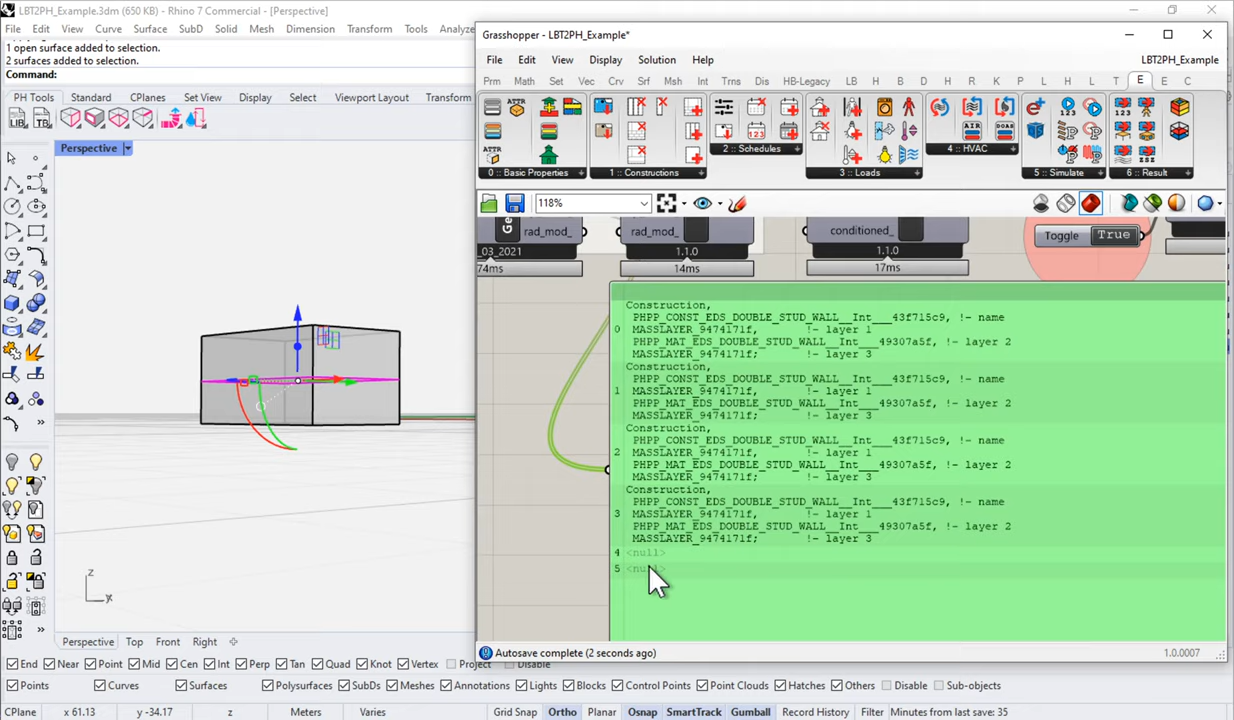 LBT2PH_Example.3dm (650 KB) - Rhino 7 Commercial - [Perspective]
File Edit View Curve Surface Solid Mesh Dimension Transform Tools
1 open surface added to selection.
2 surfaces added to selection.
Command:
PH Tools Standard CPlanes Set View Display Select Viewport Layout Transform
LIB TB
Perspective
z
y
Perspective Top Front Right
End Near Point Mid Cen Int Perp Tan Quad Knot Vertex Project Disable
Points Curves Surfaces Polysurfaces SubDs Meshes Annotations Lights Blocks Control Points Point Clouds Hatches Others Disable Sub-objects
CPlane x 61.13 y -34.17 z Meters Varies Grid Snap Ortho Planar Osnap SmartTrack Gumball Record History Filter Minutes from last save: 35
Grasshopper - LBT2PH_Example*
File Edit View Display Solution Help LBT2PH_Example
Prm Math Set Vec Crv Srf Msh Int Trns Dis HB-Legacy LB D H B A D H R K P L H L T P E E C
ATTR
ATTR
AIR DOAS
0 :: Basic Properties 1 :: Constructions 2 :: Schedules 3 :: Loads 4 :: HVAC 5 :: Simulate 6 :: Result
118%
Ge rad_mod_ rad_mod_ conditioned_ Toggle True
_03_2021 1.1.0 1.1.0
74ms 14ms 17ms
Construction,
PHPP_CONST_EDS_DOUBLE_STUD_WALL__Int___43f715c9, !- name
0 MASSLAYER_9474171f, !- layer 1
PHPP_MAT_EDS_DOUBLE_STUD_WALL__Int___49307a5f, !- layer 2
MASSLAYER_9474171f; !- layer 3
Construction,
PHPP_CONST_EDS_DOUBLE_STUD_WALL__Int___43f715c9, !- name
1 MASSLAYER_9474171f, !- layer 1
PHPP_MAT_EDS_DOUBLE_STUD_WALL__Int___49307a5f, !- layer 2
MASSLAYER_9474171f; !- layer 3
Construction,
PHPP_CONST_EDS_DOUBLE_STUD_WALL__Int___43f715c9, !- name
2 MASSLAYER_9474171f, !- layer 1
PHPP_MAT_EDS_DOUBLE_STUD_WALL__Int___49307a5f, !- layer 2
MASSLAYER_9474171f; !- layer 3
Construction,
PHPP_CONST_EDS_DOUBLE_STUD_WALL__Int___43f715c9, !- name
3 MASSLAYER_9474171f, !- layer 1
PHPP_MAT_EDS_DOUBLE_STUD_WALL__Int___49307a5f, !- layer 2
MASSLAYER_9474171f; !- layer 3
4 <null>
5 <null>
Autosave complete (2 seconds ago) 1.0.0007